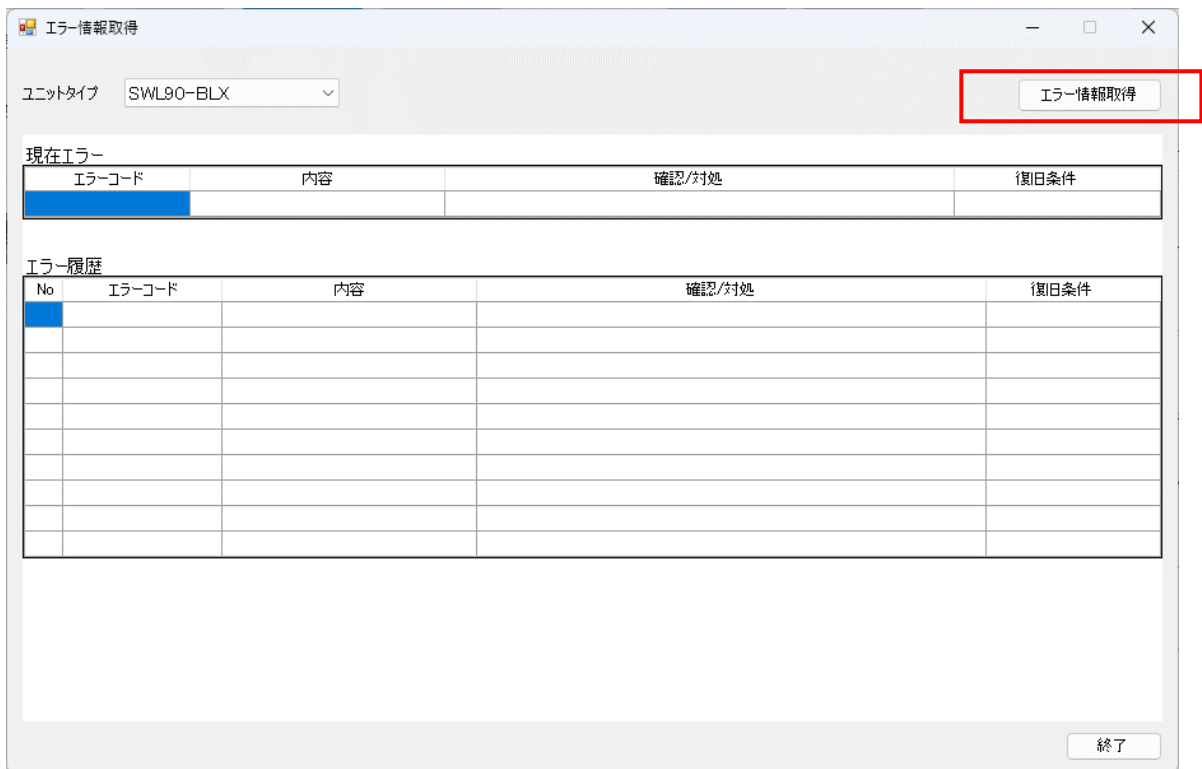 エラー情報取得
ユニットタイプ SWL90-BLX エラー情報取得
現在エラー
エラーコード 内容 確認/対処 復旧条件
エラー履歴
No エラーコード 内容 確認/対処 復旧条件
終了